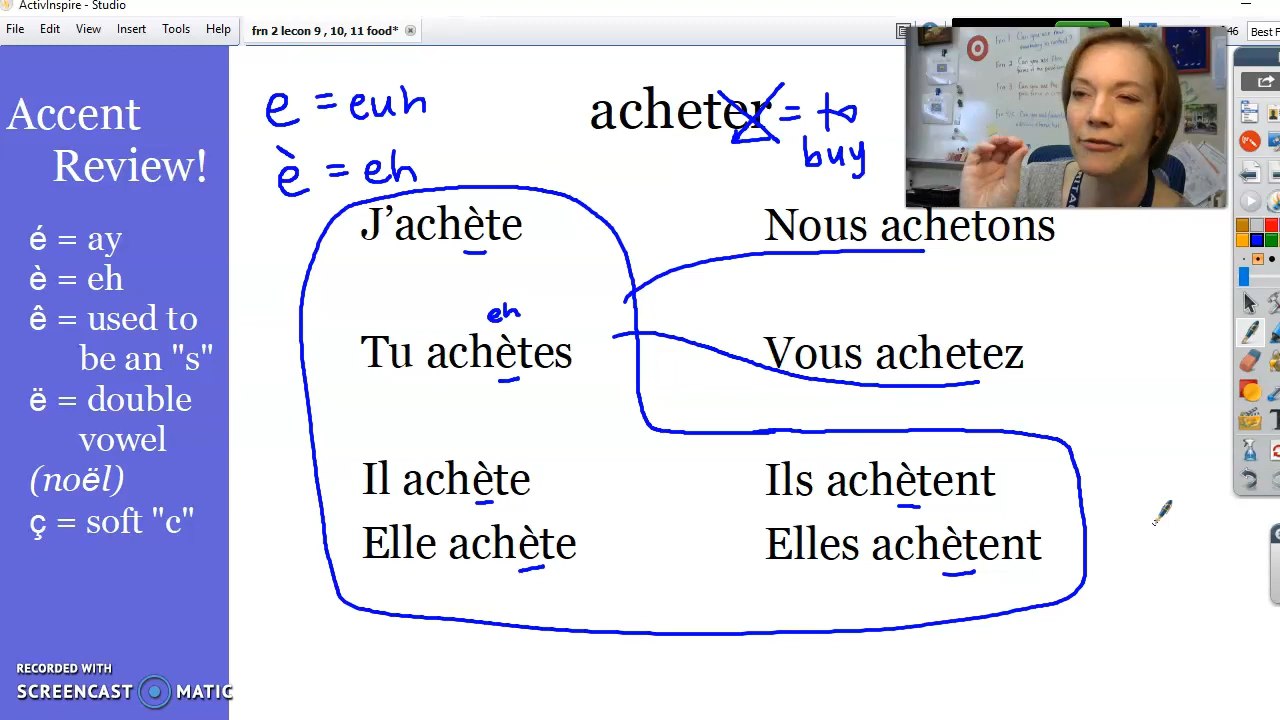 ActivInspire - Studio
File Edit View Insert Tools Help
frn 2 lecon 9 , 10, 11 food*
46
Best F
Accent
Review!
é = ay
è = eh
ê = used to
be an "s"
ë = double
vowel
(noël)
ç = soft "c"
e = euh
è = eh
acheter = to
buy
J'achète
Nous achetons
eh
Tu achètes
Vous achetez
Il achète
Ils achètent
Elle achète
Elles achètent
RECORDED WITH
SCREENCAST MATIC